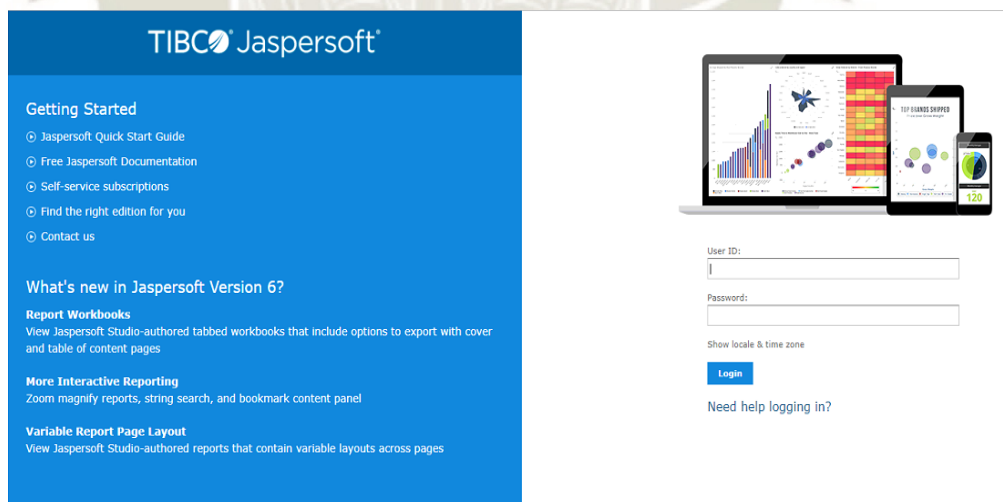 TIBCO® Jaspersoft®
Getting Started
Jaspersoft Quick Start Guide
Free Jaspersoft Documentation
Self-service subscriptions
Find the right edition for you
Contact us
What's new in Jaspersoft Version 6?
Report Workbooks
View Jaspersoft Studio-authored tabbed workbooks that include options to export with cover
and table of content pages
More Interactive Reporting
Zoom magnify reports, string search, and bookmark content panel
Variable Report Page Layout
View Jaspersoft Studio-authored reports that contain variable layouts across pages
TOP BRANDS SHIPPED
120
User ID:
Password:
Show locale & time zone
Login
Need help logging in?